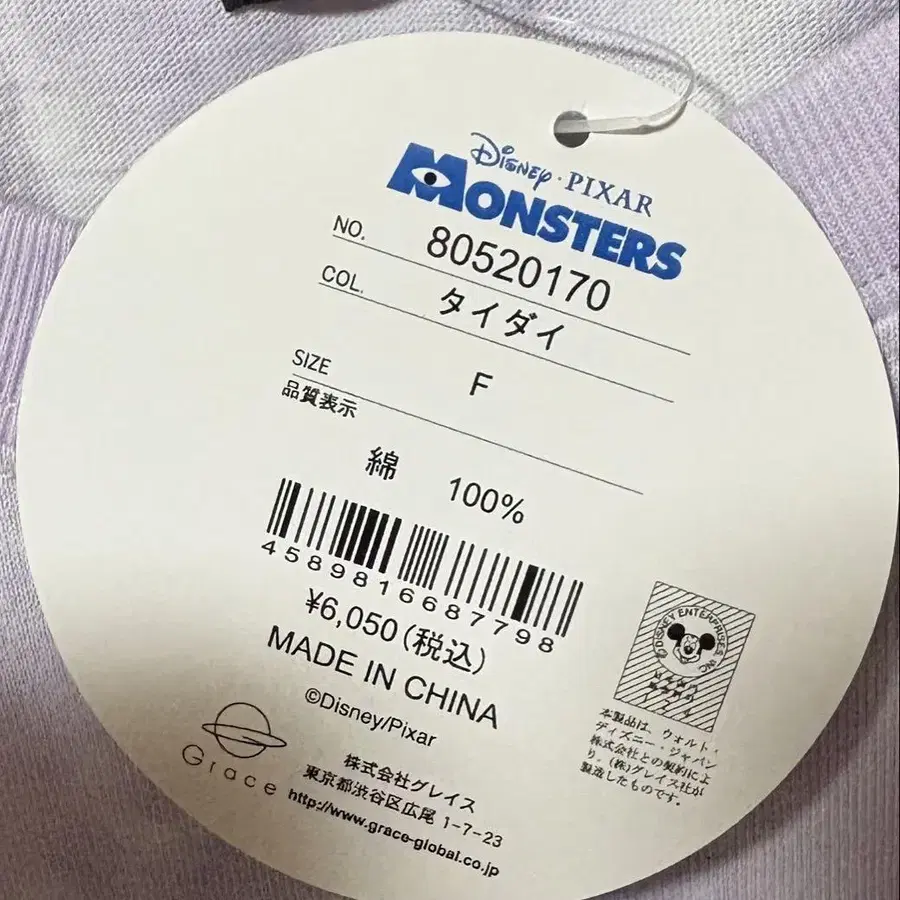 Disney · PIXAR
MONSTERS
NO. 80520170
COL. タイダイ
SIZE F
品質表示
綿 100%
4589816687798
¥6,050(税込)
MADE IN CHINA
©Disney/Pixar
Grace
株式会社グレイス
東京都渋谷区広尾 1-7-23
http://www.grace-global.co.jp
© DISNEY ENTERPRISES INC
本製品は、ウォルト・
ディズニー・ジャパン
株式会社との契約によ
り、(株)グレイス社が
製造したものです。